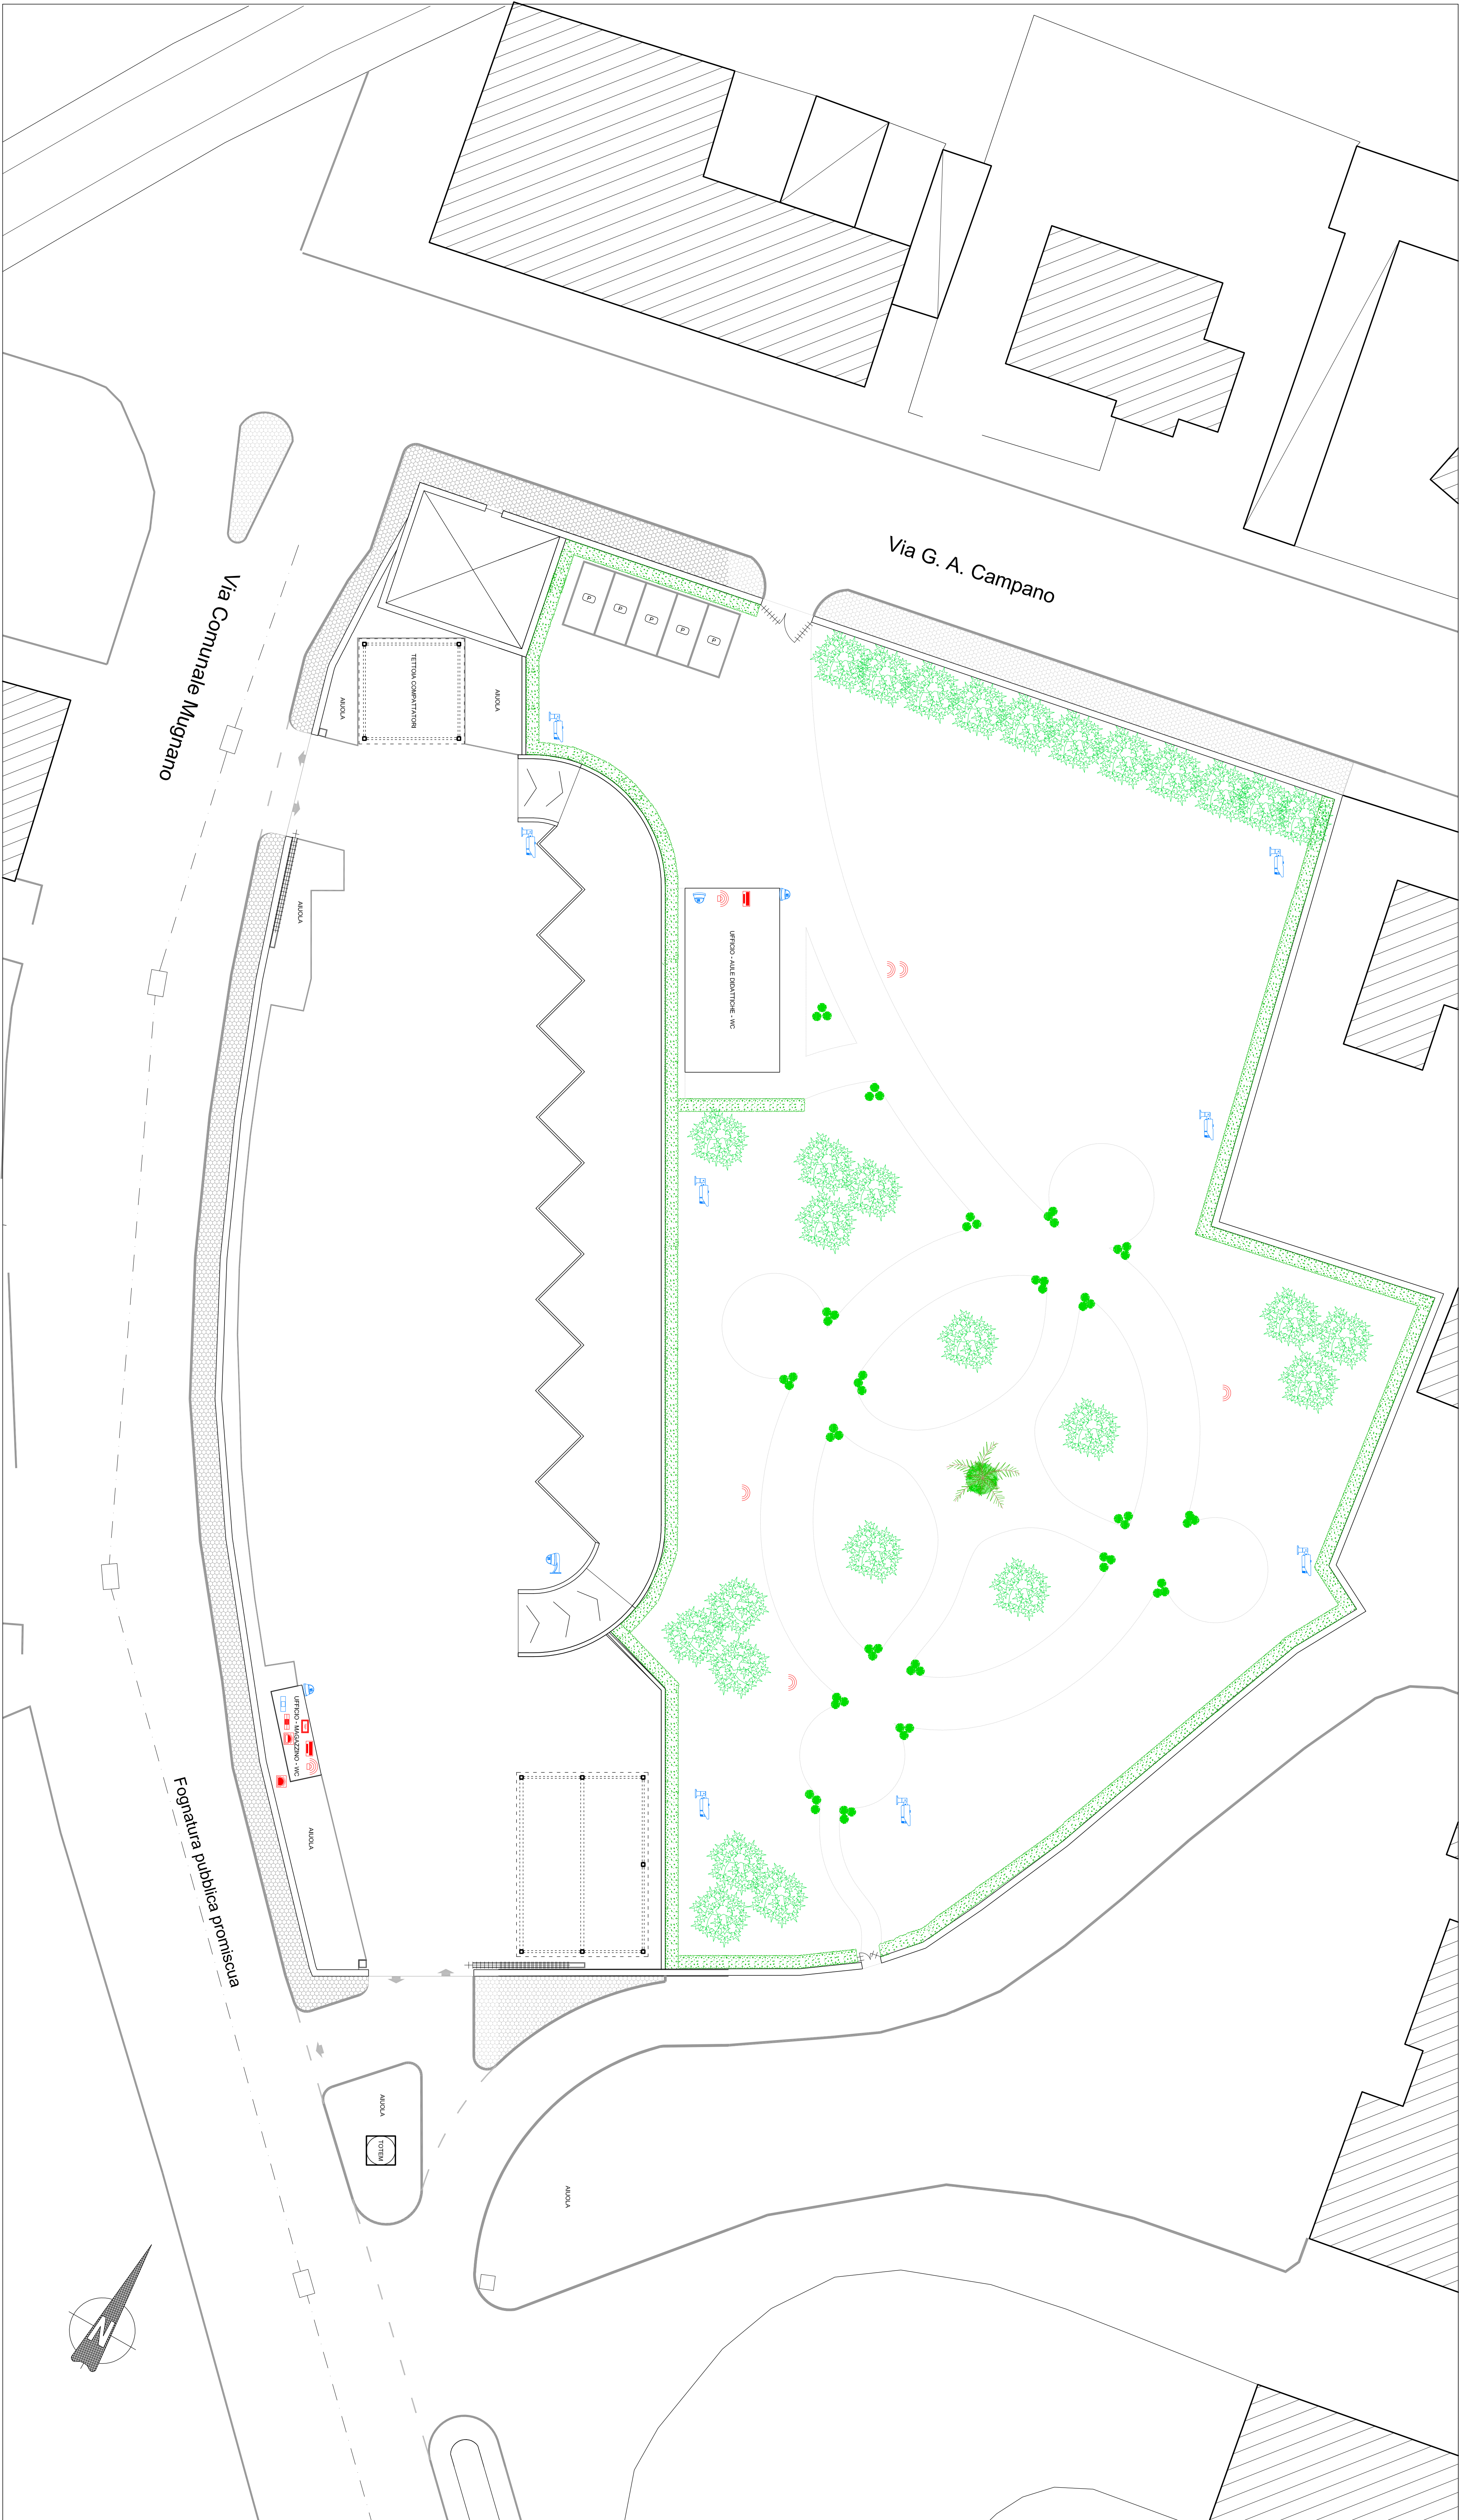 Via G. A. Campano
Via Comunale Mugnano
P
P
P
P
P
TETTOIA COMPATTATORI
AIUOLA
AIUOLA
AIUOLA
UFFICIO - AULE DIDATTICHE - WC
UFFICIO - MAGAZZINO - WC
AIUOLA
Fognatura pubblica promiscua
AIUOLA
TOTEM
AIUOLA
N